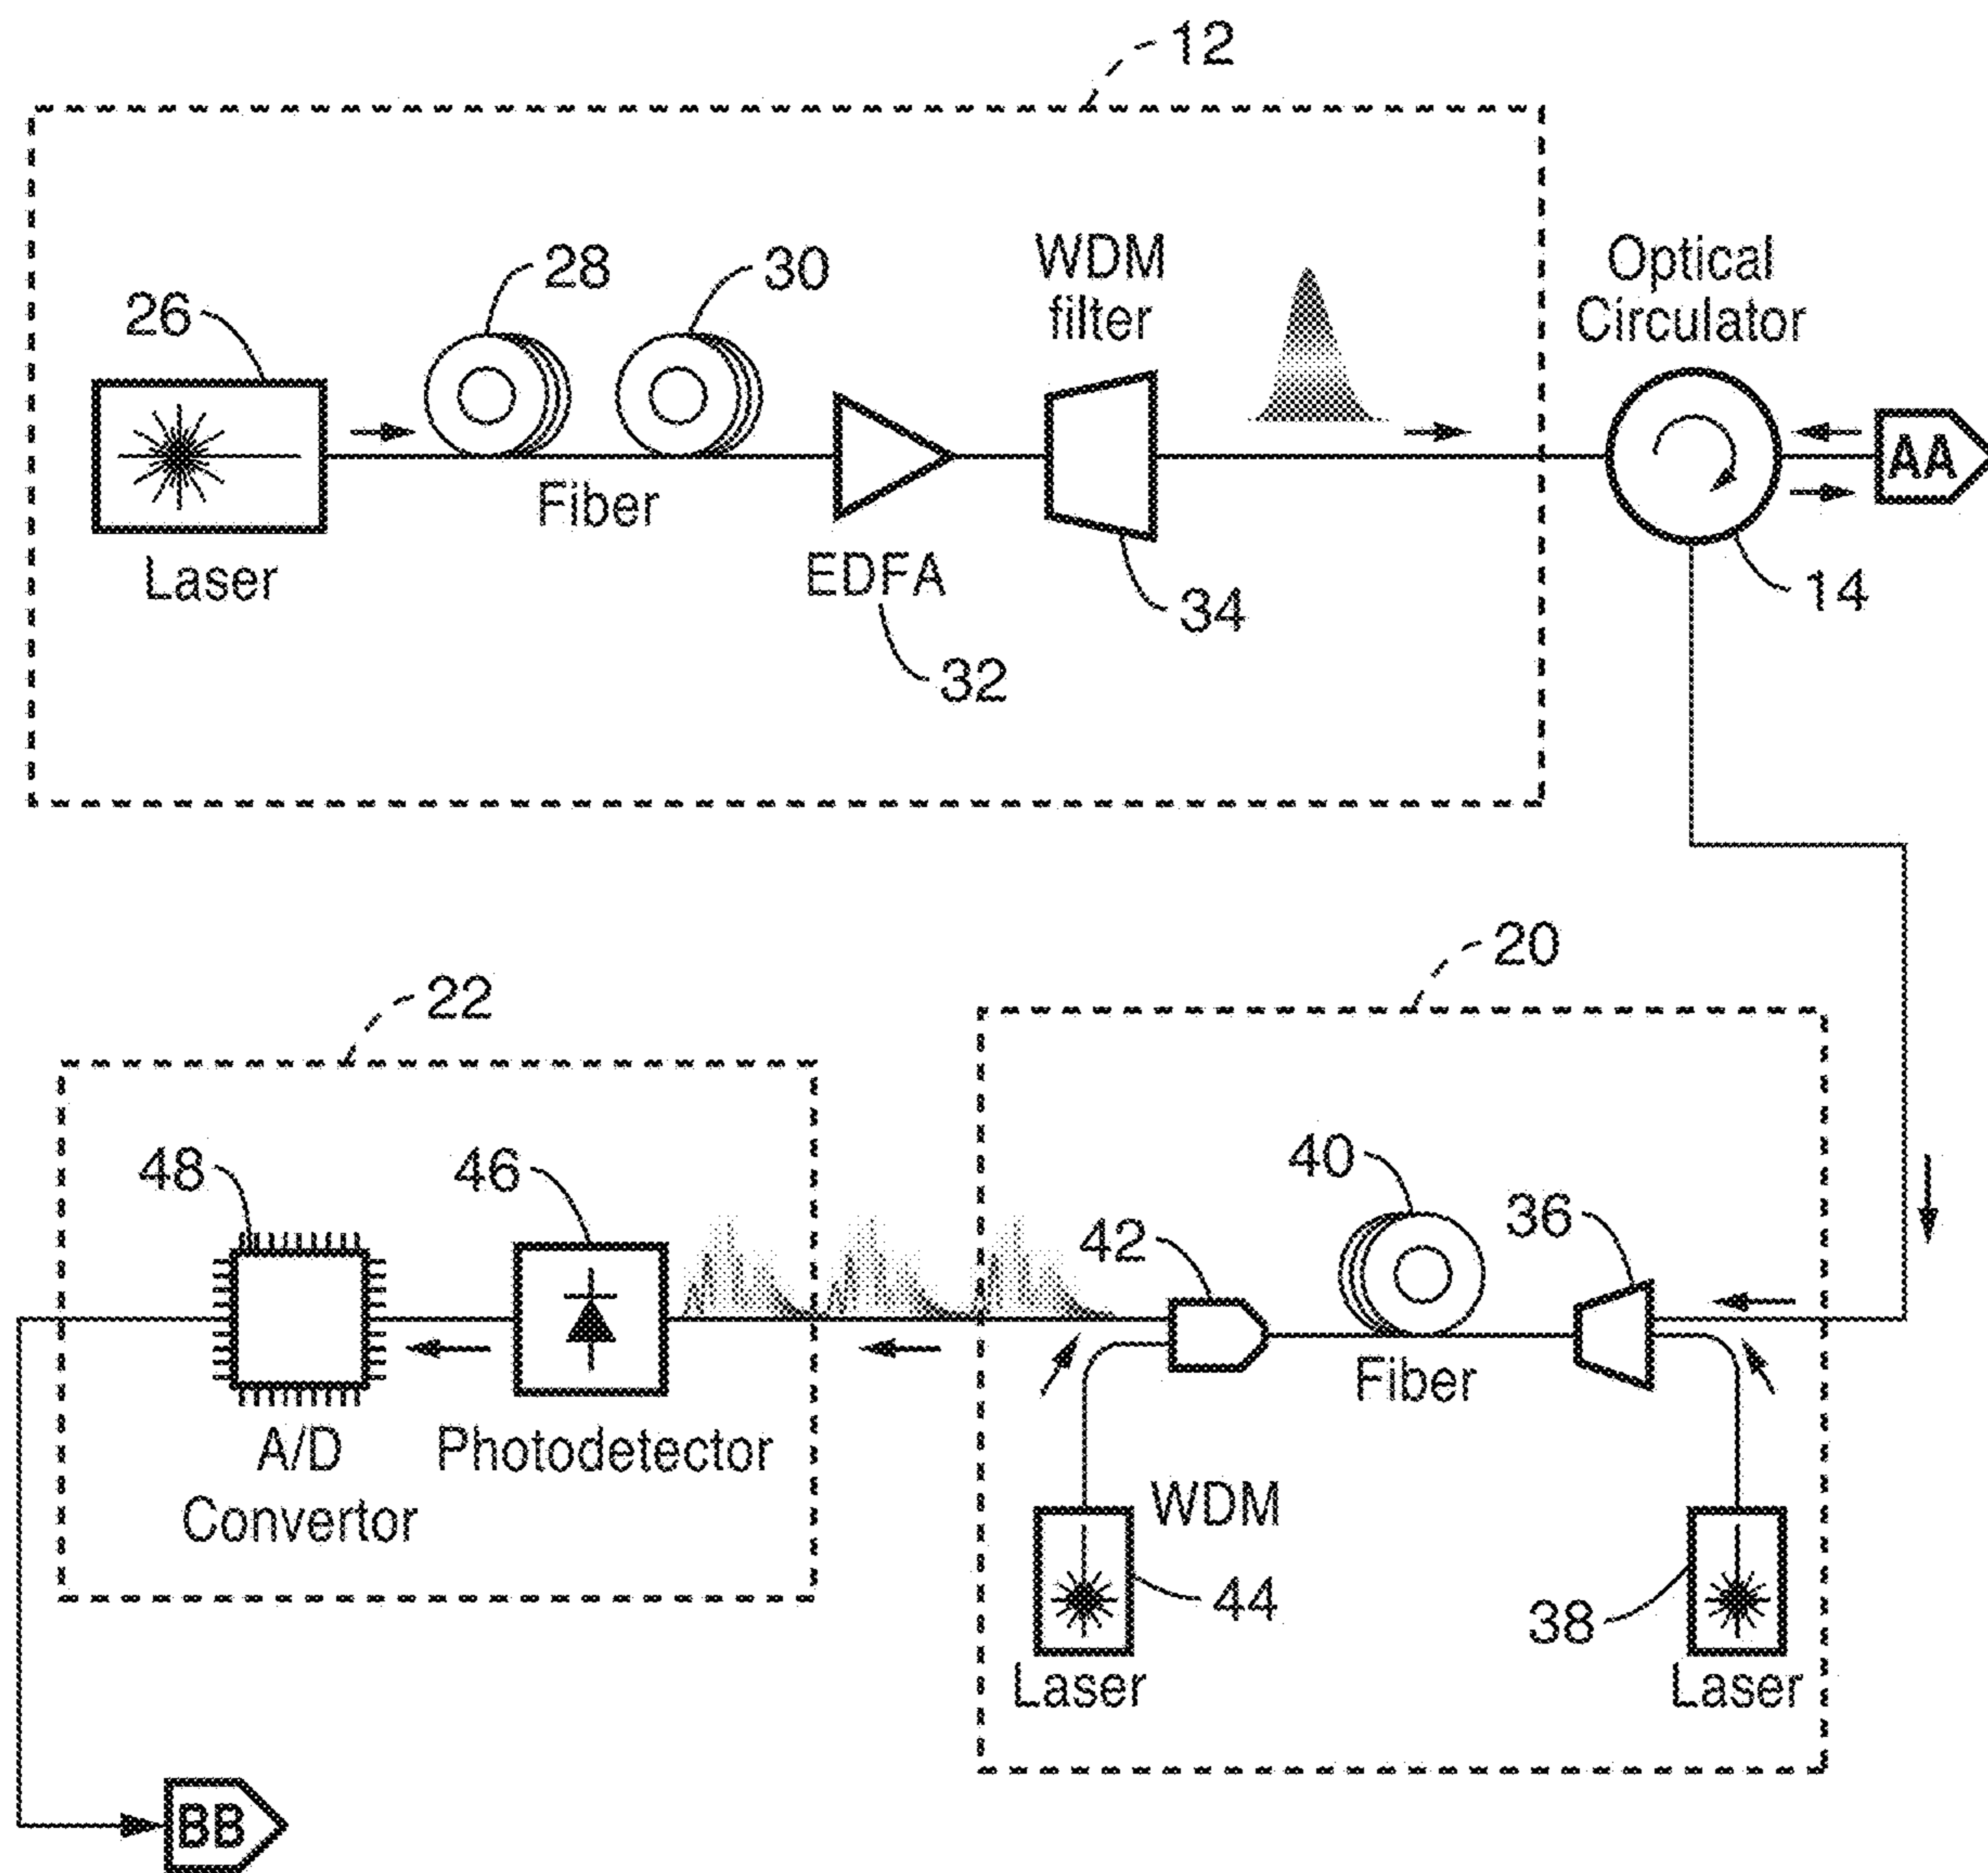 12
28
30
WDM
filter
Optical
Circulator
26
AA
Fiber
Laser
EDFA
34
14
32
20
22
48
46
40
36
42
Fiber
A/D
Convertor
Photodetector
WDM
44
38
Laser
Laser
BB